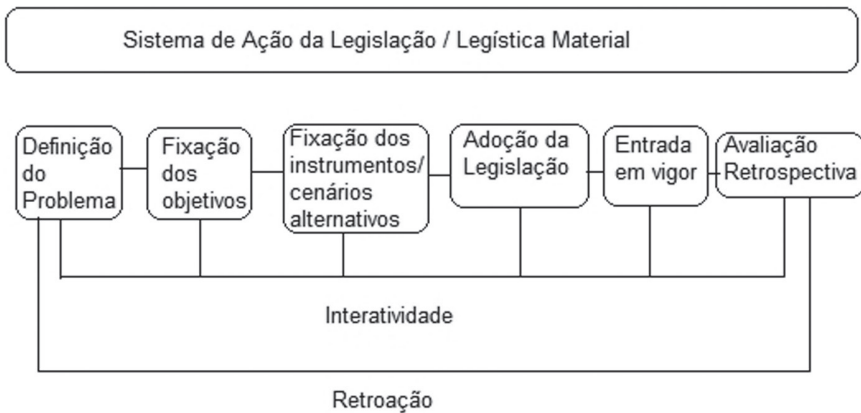 Sistema de Ação da Legislação / Legística Material
Definição
do
Problema
Fixação
dos
objetivos
Fixação dos
instrumentos/
cenários
alternativos
Adoção da
Legislação
Entrada
em vigor
Avaliação
Retrospectiva
Interatividade
Retroação